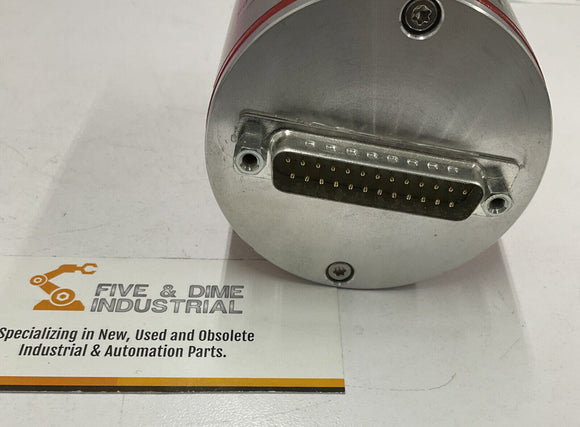 FIVE & DIME
INDUSTRIAL
Specializing in New, Used and Obsolete
Industrial & Automation Parts.